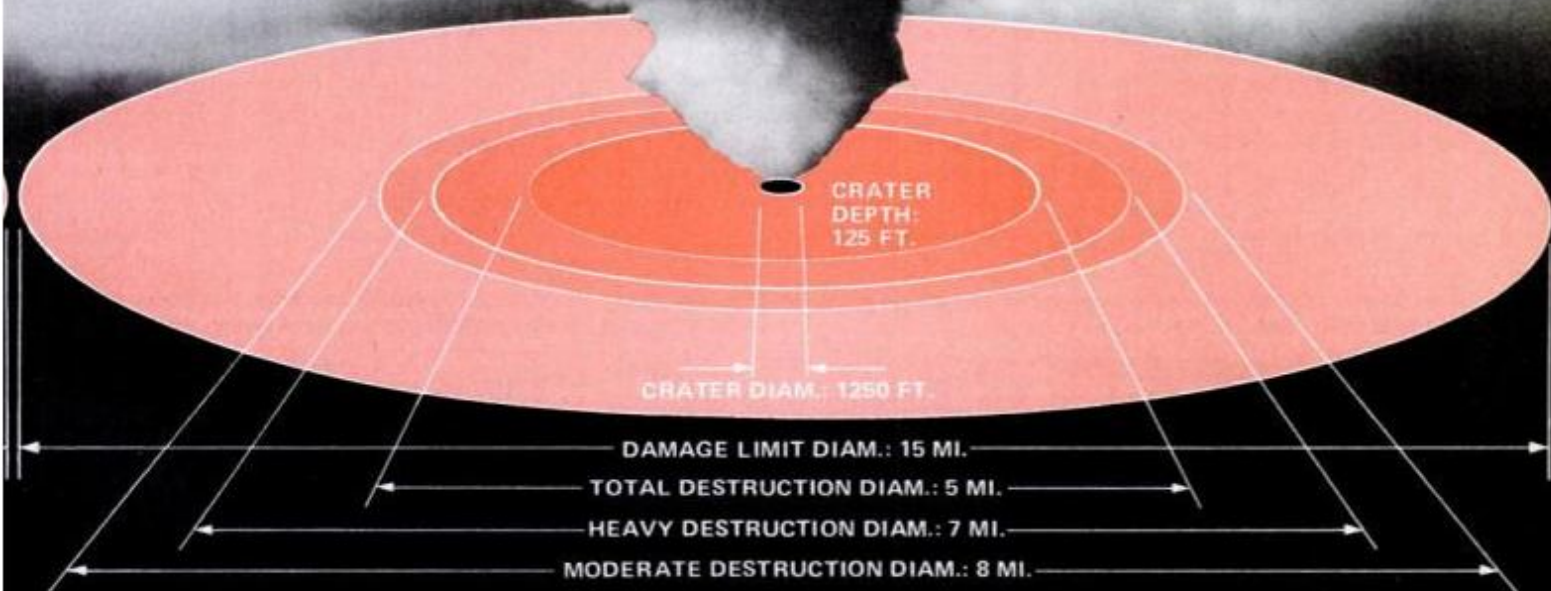 CRATER
DEPTH:
125 FT.
CRATER DIAM.: 1250 FT.
DAMAGE LIMIT DIAM.: 15 MI.
TOTAL DESTRUCTION DIAM.: 5 MI.
HEAVY DESTRUCTION DIAM.: 7 MI.
MODERATE DESTRUCTION DIAM.: 8 MI.